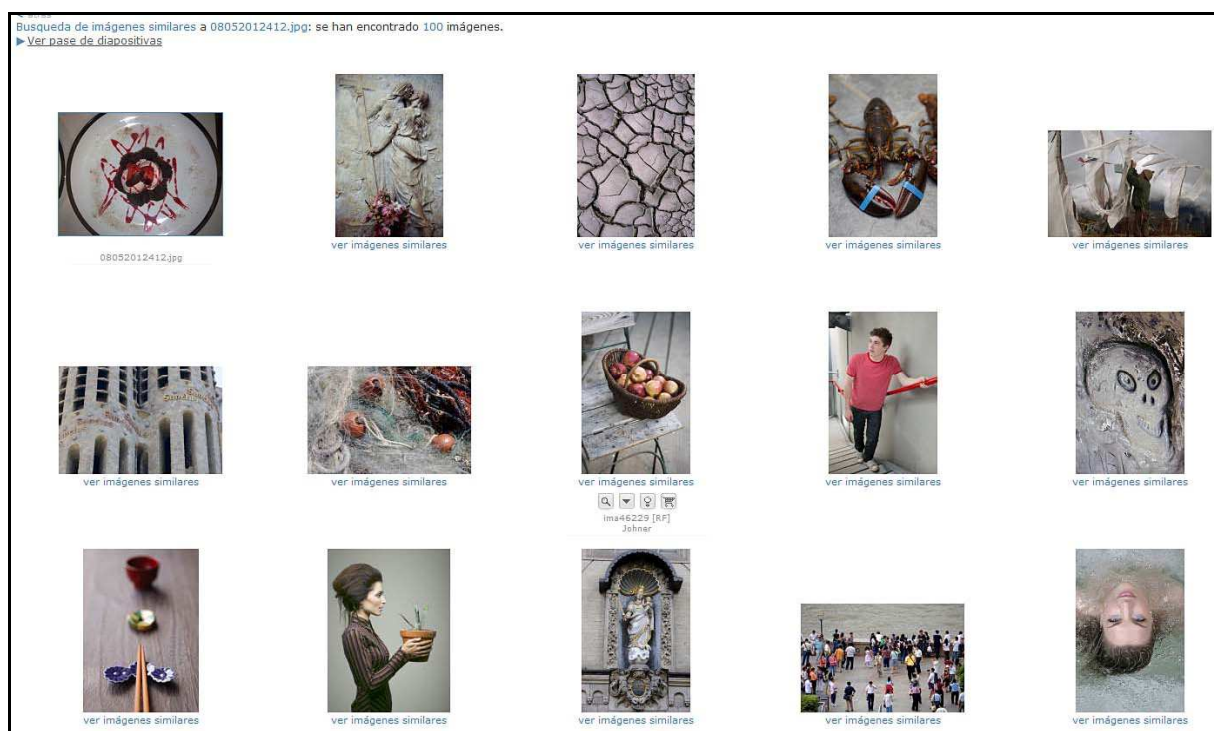 Busqueda de imágenes similares a 08052012412.jpg: se han encontrado 100 imágenes.
Ver pase de diapositivas
08052012412.jpg
ver imágenes similares
ver imágenes similares
ver imágenes similares
ver imágenes similares
ver imágenes similares
ver imágenes similares
ver imágenes similares
ver imágenes similares
ver imágenes similares
ima46229 [RF]
Johner
ver imágenes similares
ver imágenes similares
ver imágenes similares
ver imágenes similares
ver imágenes similares